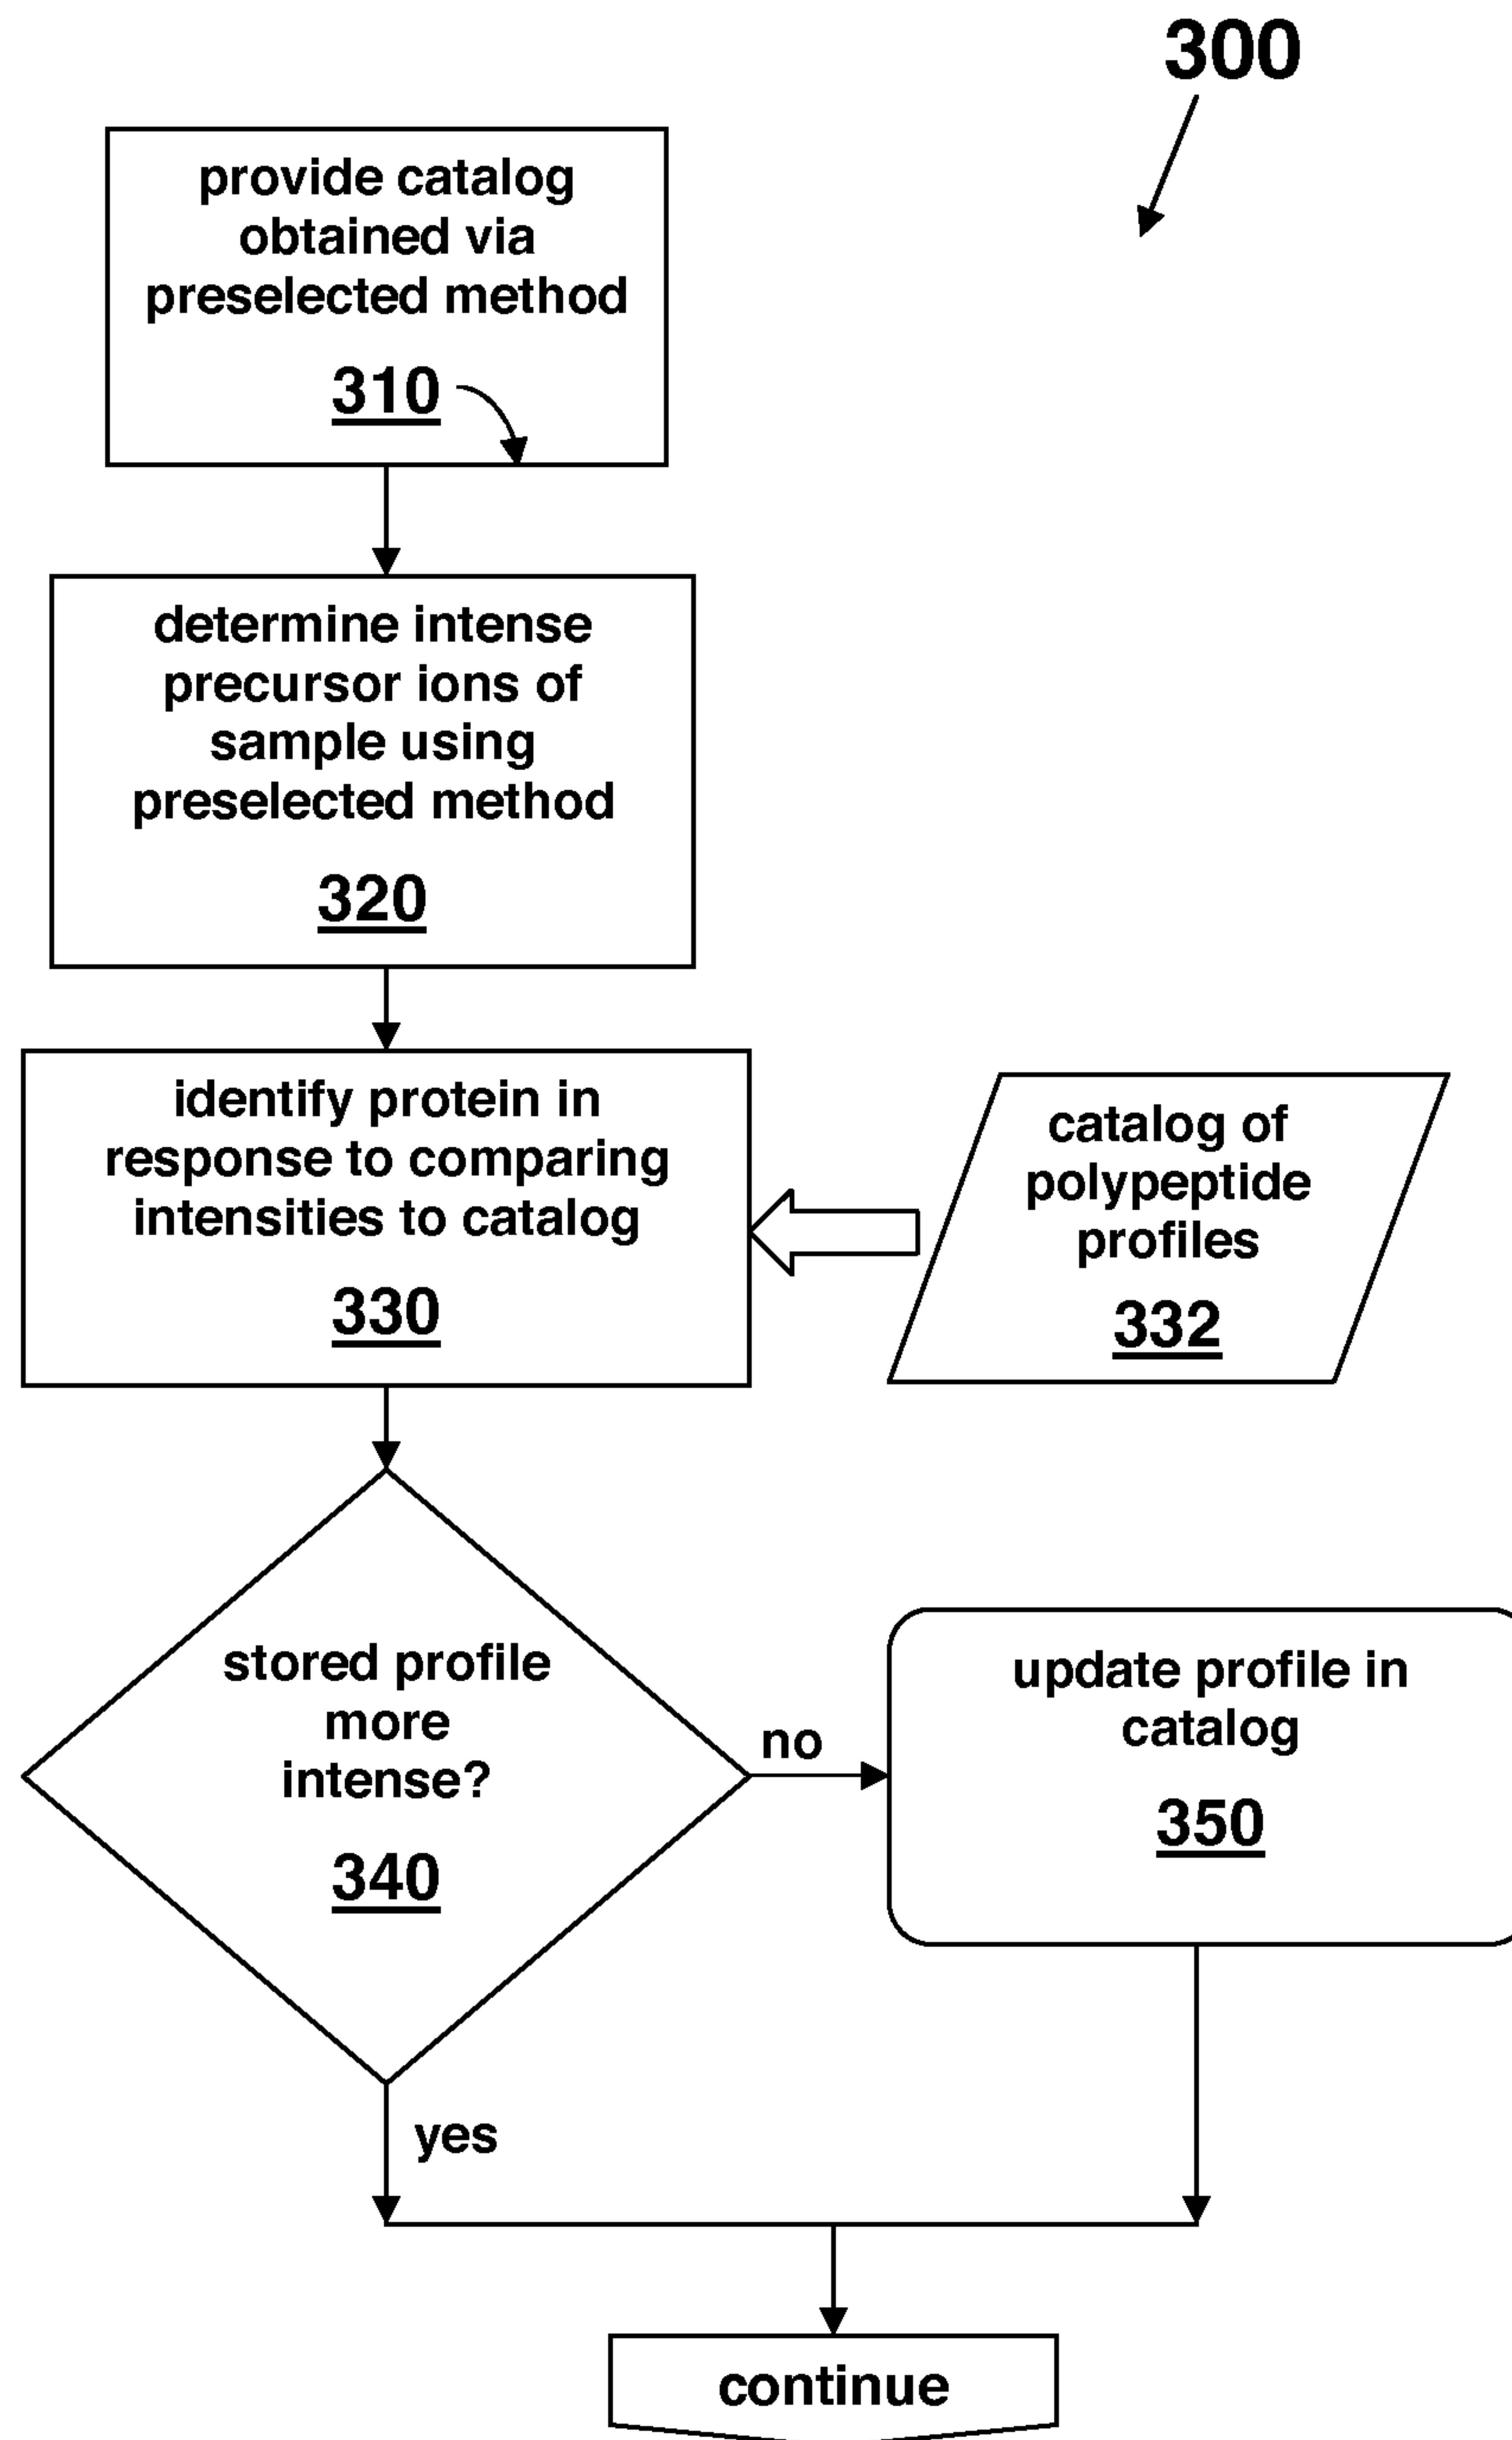 300
provide catalog
obtained via
preselected method
310
determine intense
precursor ions of
sample using
preselected method
320
identify protein in
response to comparing
intensities to catalog
330
catalog of
polypeptide
profiles
332
stored profile
more
intense?
340
no
update profile in
catalog
350
yes
continue